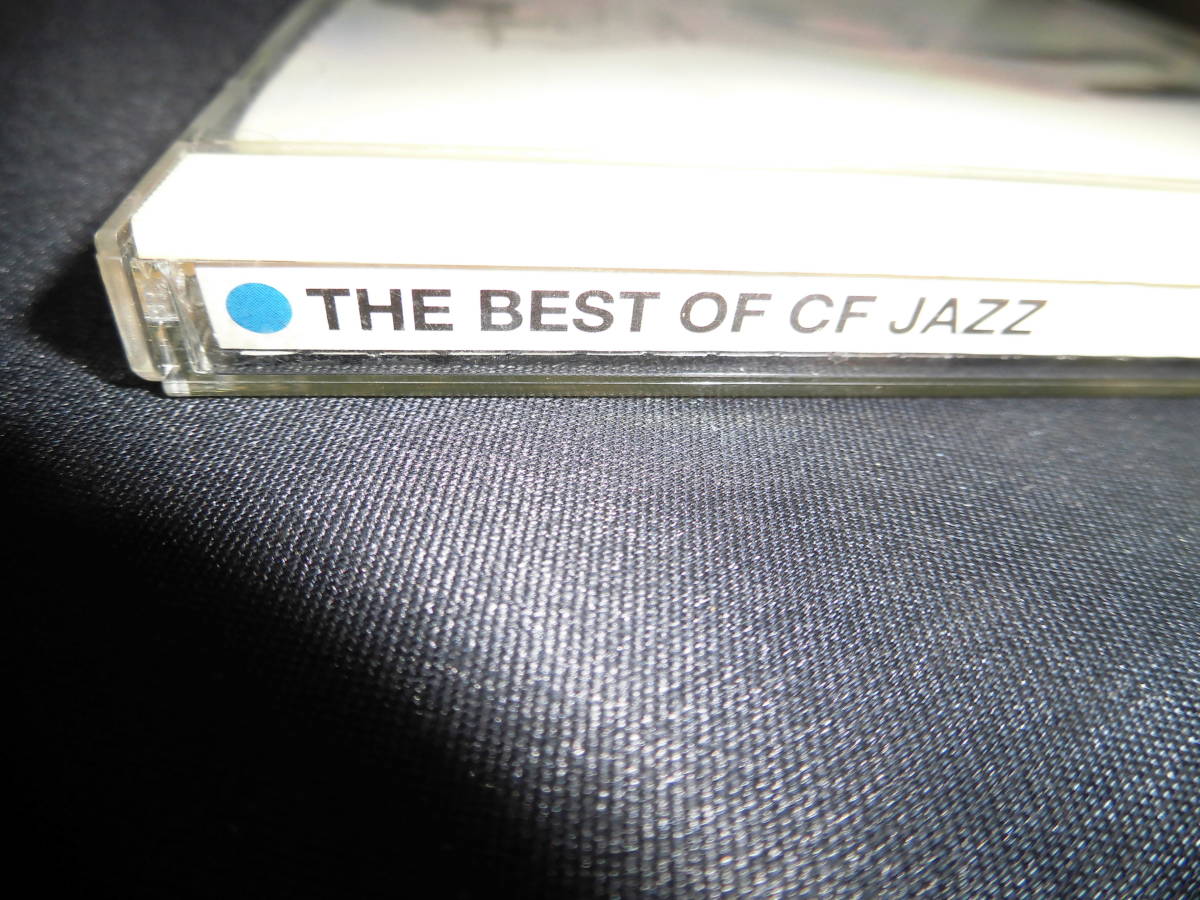 THE BEST OF CF JAZZ